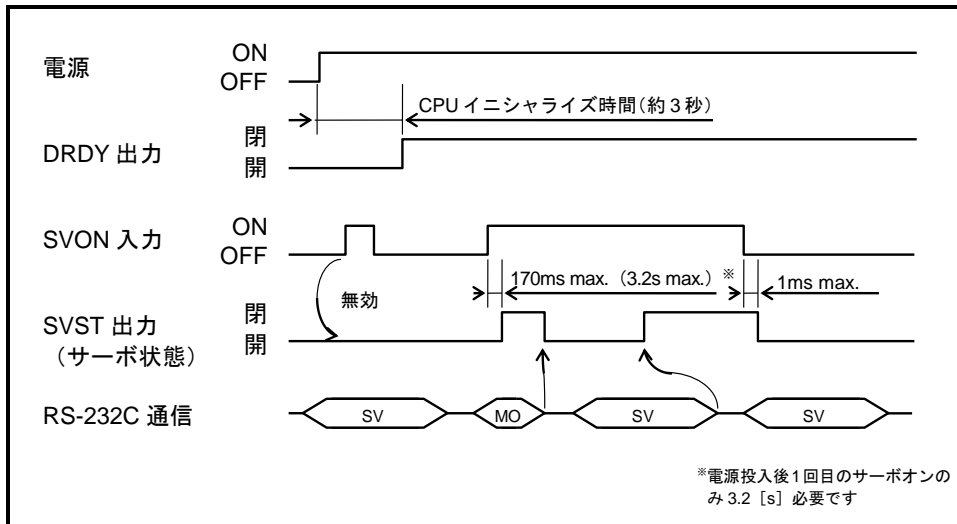 電源
ON
OFF
CPU イニシャライズ時間(約3秒)
DRDY 出力
閉
開
SVON 入力
ON
OFF
170ms max. (3.2s max.) ※
1ms max.
無効
SVST 出力
(サーボ状態)
閉
開
RS-232C 通信
SV
MO
SV
SV
※電源投入後1回目のサーボオンの
み 3.2 [s] 必要です